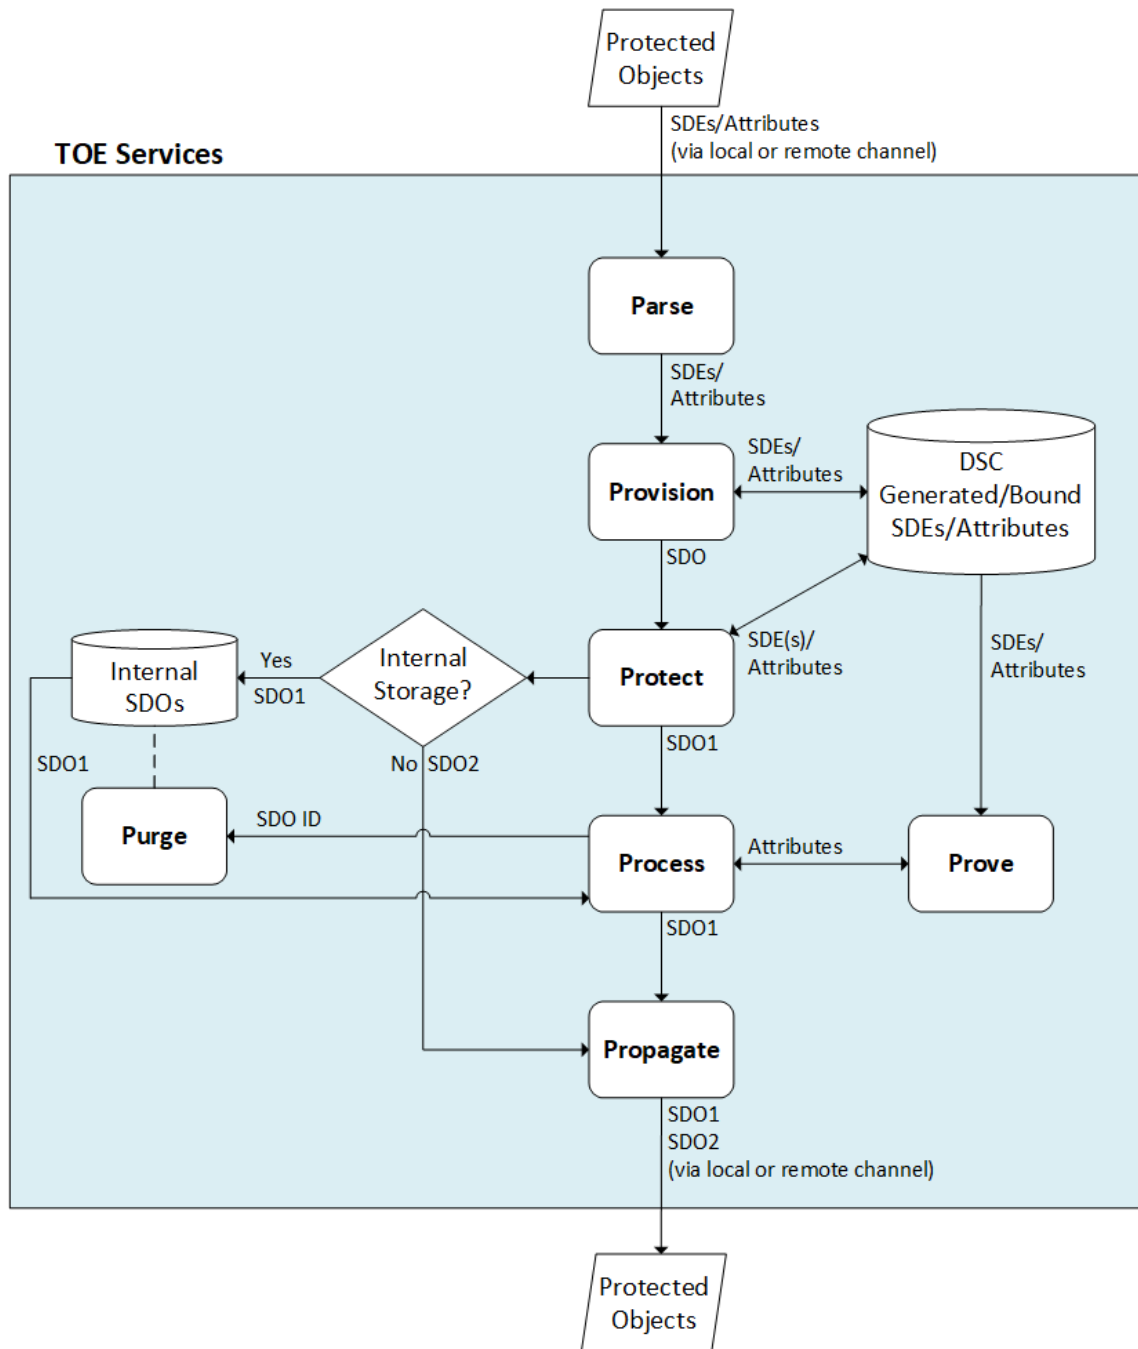 Protected
Objects
SDEs/Attributes
(via local or remote channel)
TOE Services
Parse
SDEs/
Attributes
Provision
SDEs/
Attributes
DSC
Generated/Bound
SDEs/Attributes
SDO
Internal
SDOs
Yes
SDO1
Internal
Storage?
Protect
SDE(s)/
Attributes
SDEs/
Attributes
SDO1
No
SDO2
SDO1
Purge
SDO ID
Process
Attributes
Prove
SDO1
Propagate
SDO1
SDO2
(via local or remote channel)
Protected
Objects